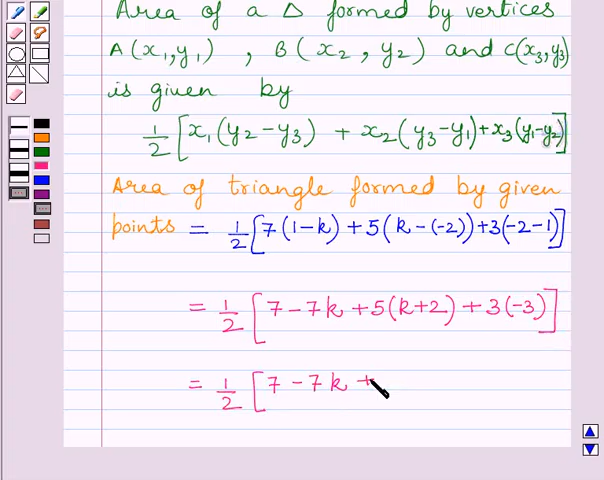 Area of a Δ formed by vertices
A(x₁,y₁) , B(x₂, y₂) and C(x₃,y₃)
is given by
1/2 [x₁(y₂-y₃) + x₂(y₃-y₁)+x₃(y₁-y₂)]
Area of triangle formed by given
points = 1/2 [7(1-k)+5(k-(-2))+3(-2-1)]
= 1/2 [7-7k+5(k+2)+3(-3)]
= 1/2 [7-7k+